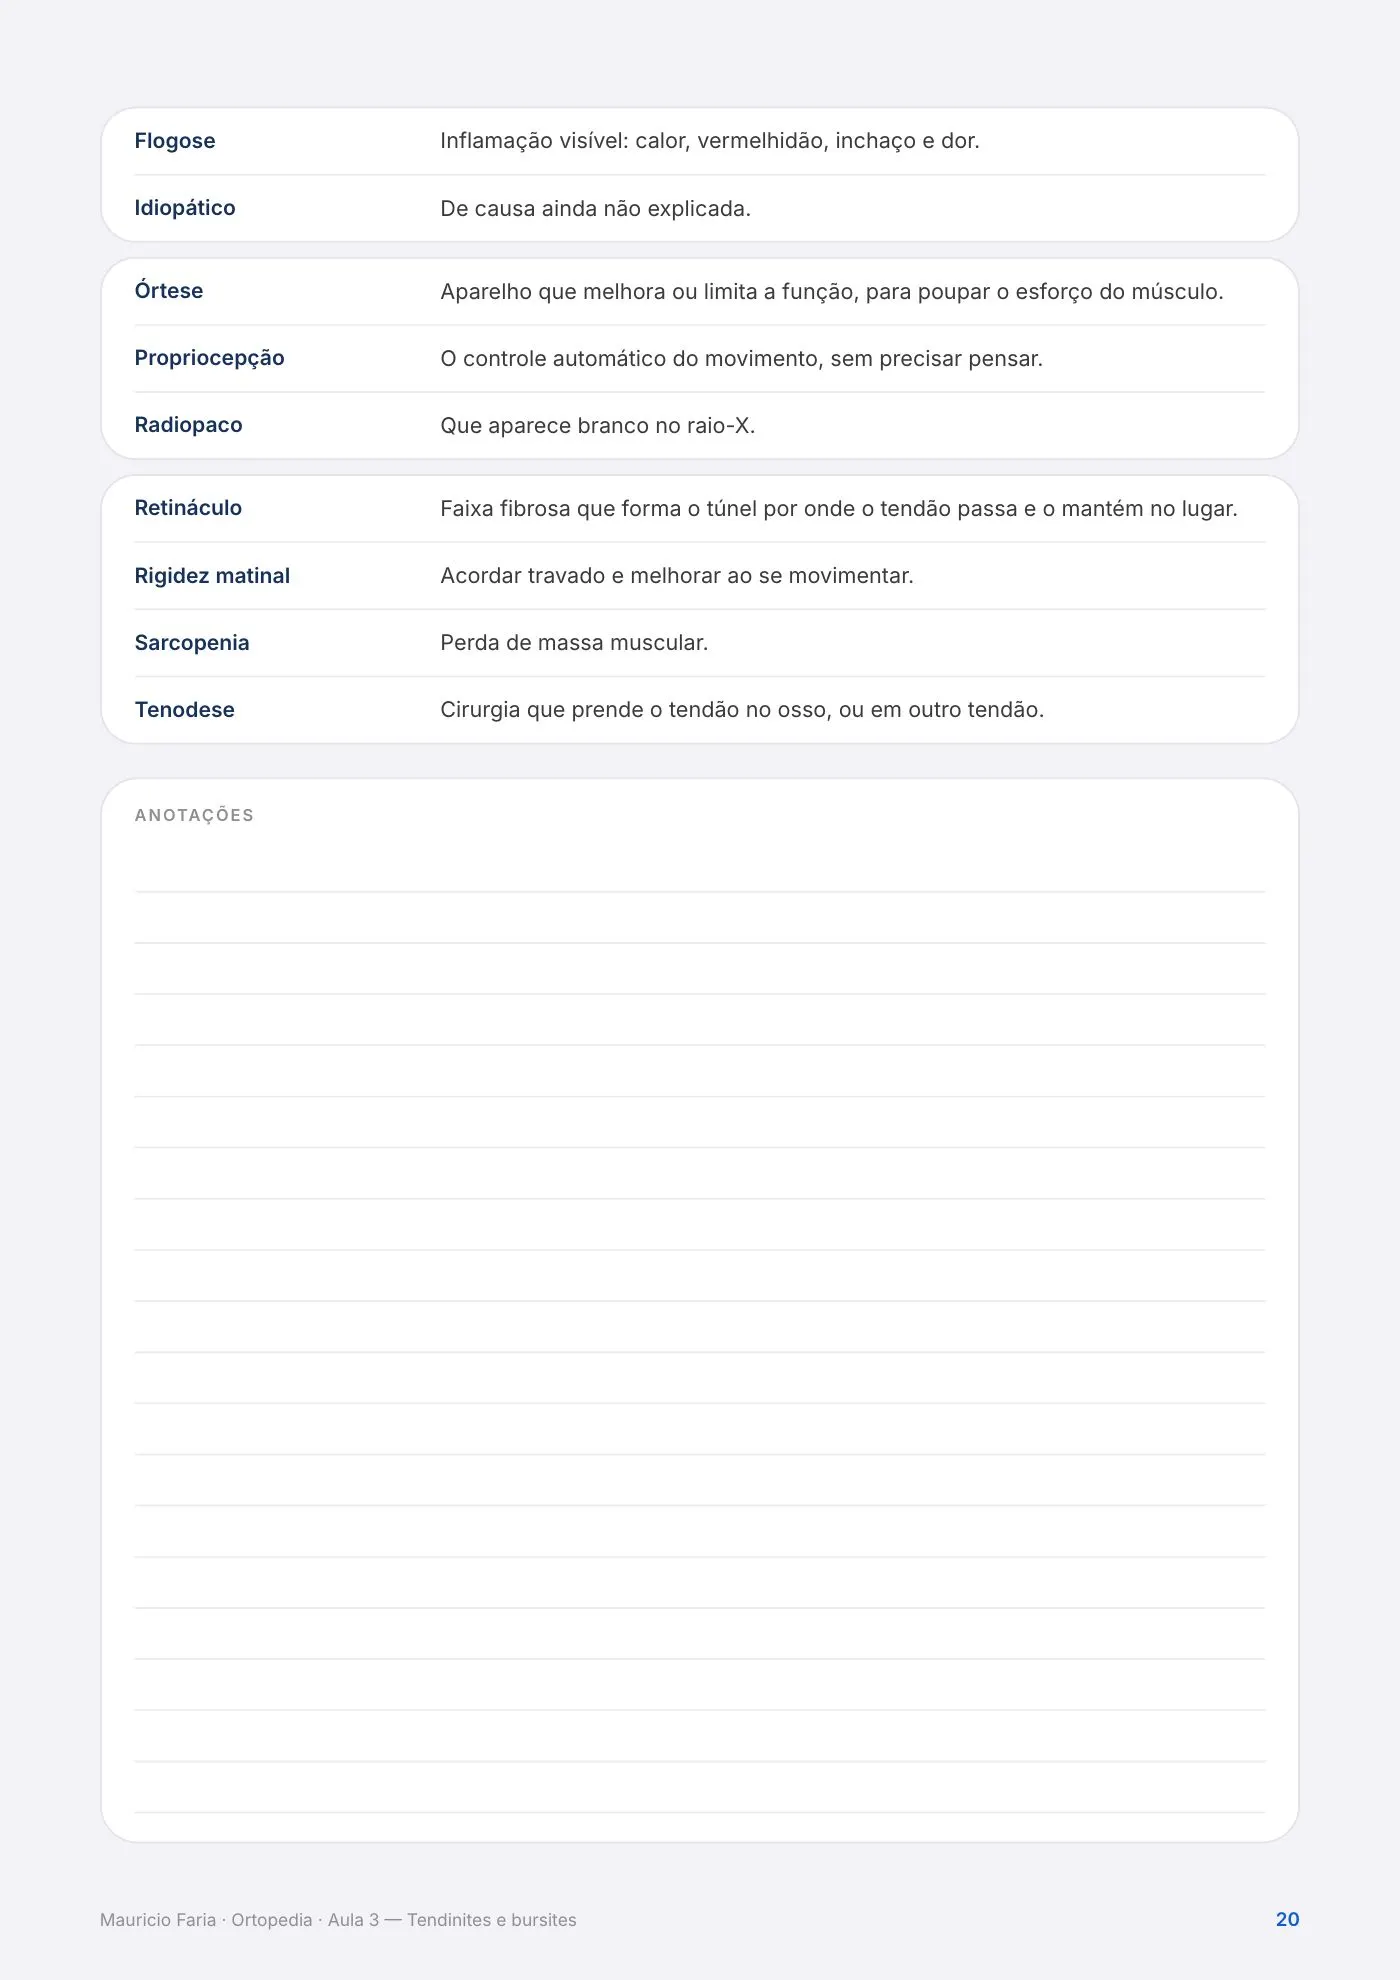 Flogose Inflamação visível: calor, vermelhidão, inchaço e dor.
Idiopático De causa ainda não explicada.
Órtese Aparelho que melhora ou limita a função, para poupar o esforço do músculo.
Propriocepção O controle automático do movimento, sem precisar pensar.
Radiopaco Que aparece branco no raio-X.
Retináculo Faixa fibrosa que forma o túnel por onde o tendão passa e o mantém no lugar.
Rigidez matinal Acordar travado e melhorar ao se movimentar.
Sarcopenia Perda de massa muscular.
Tenodese Cirurgia que prende o tendão no osso, ou em outro tendão.
ANOTAÇÕES
Mauricio Faria · Ortopedia · Aula 3 — Tendinites e bursites 20